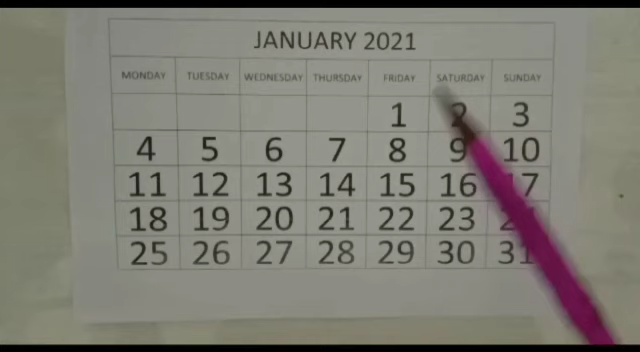 JANUARY 2021
MONDAY TUESDAY WEDNESDAY THURSDAY FRIDAY SATURDAY SUNDAY
1 2 3
4 5 6 7 8 9 10
11 12 13 14 15 16 17
18 19 20 21 22 23
25 26 27 28 29 30 31